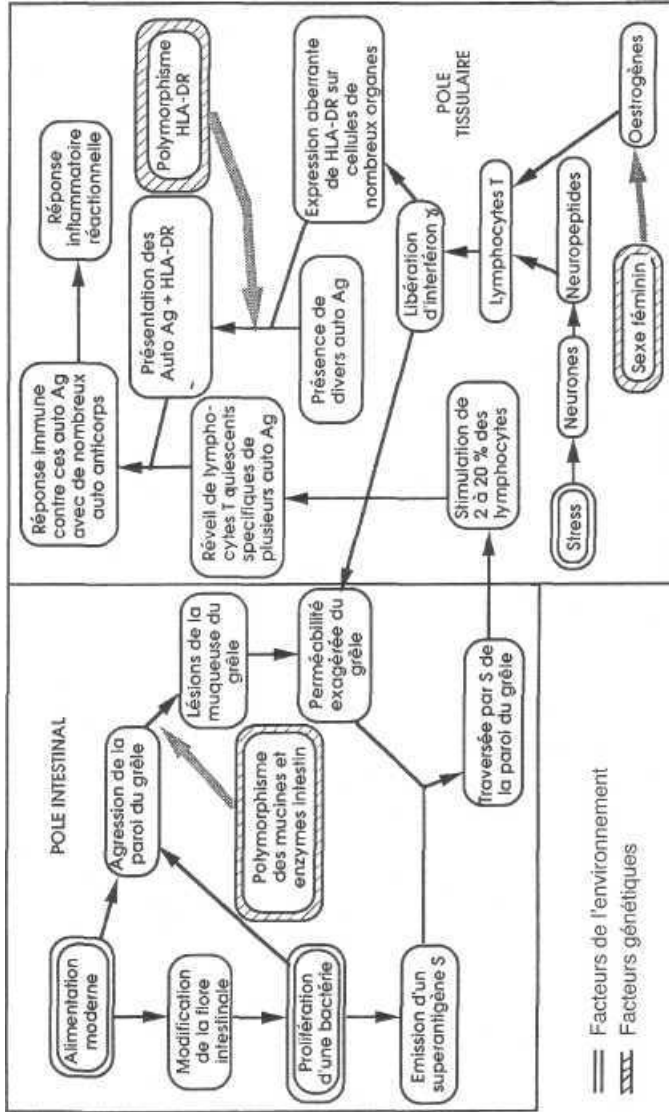 POLE INTESTINAL
Alimentation
moderne
Modification
de la flore
intestinale
Prolifération
d'une bactérie
Emission d'un
superantigène S
Agression de la
paroi du grêle
Polymorphisme
des mucines et
enzymes intestin
Lésions de la
muqueuse du
grêle
Perméabilité
exagérée du
grêle
Traversée par S de
la paroi du grêle
Réponse immune
contre ces auto Ag
avec de nombreux
auto anticorps
Réponse
inflammatoire
réactionnelle
Réveil de lympho-
cytes T quiescents
specifiques de
plusieurs auto Ag
Présentation des
Auto Ag + HLA-DR
Polymorphisme
HLA-DR
Présence de
divers auto Ag
Expression aberrante
de HLA-DR sur
cellules de
nombreux organes
Stimulation de
2 à 20 % des
lymphocytes
Libération
d'interféron γ
POLE
TISSULAIRE
Lymphocytes T
Stress
Neurones
Neuropeptides
Sexe féminin
Oestrogènes
Facteurs de l'environnement
Facteurs génétiques